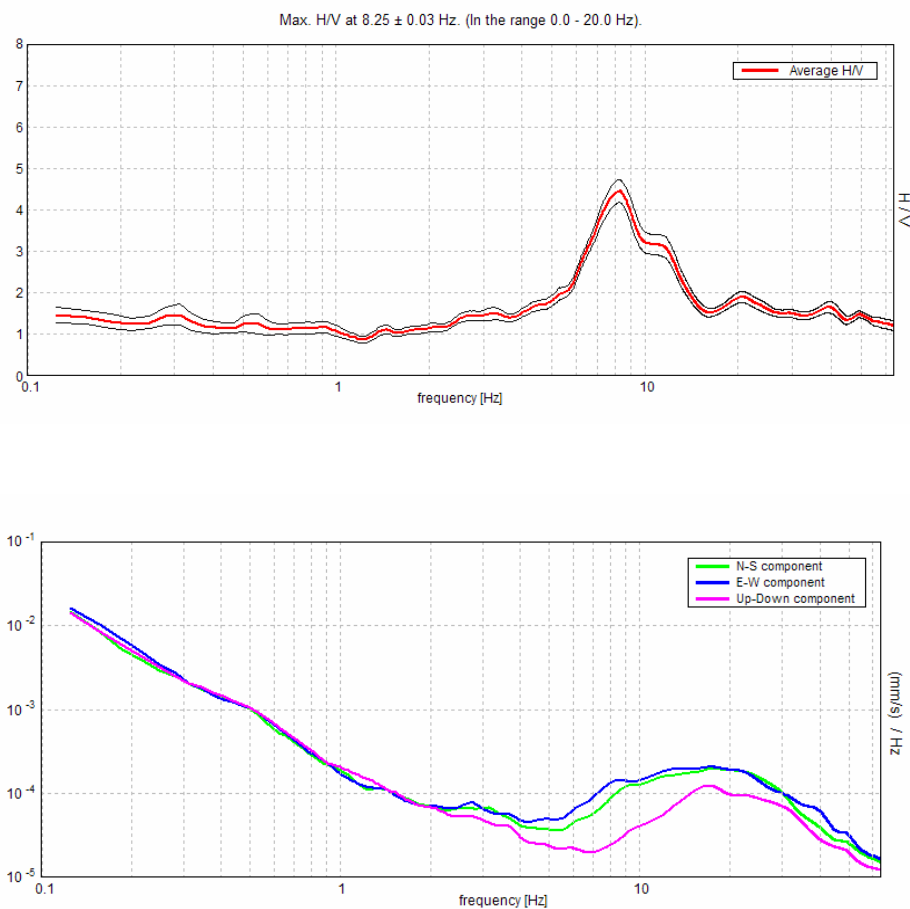 Max. H/V at 8.25 ± 0.03 Hz. (In the range 0.0 - 20.0 Hz).
8
7
6
5
4
3
2
1
0
Average H/V
H / V
0.1
1
10
frequency [Hz]
10 -1
10 -2
10 -3
10 -4
10 -5
N-S component
E-W component
Up-Down component
(mm/s) / Hz
0.1
1
10
frequency [Hz]